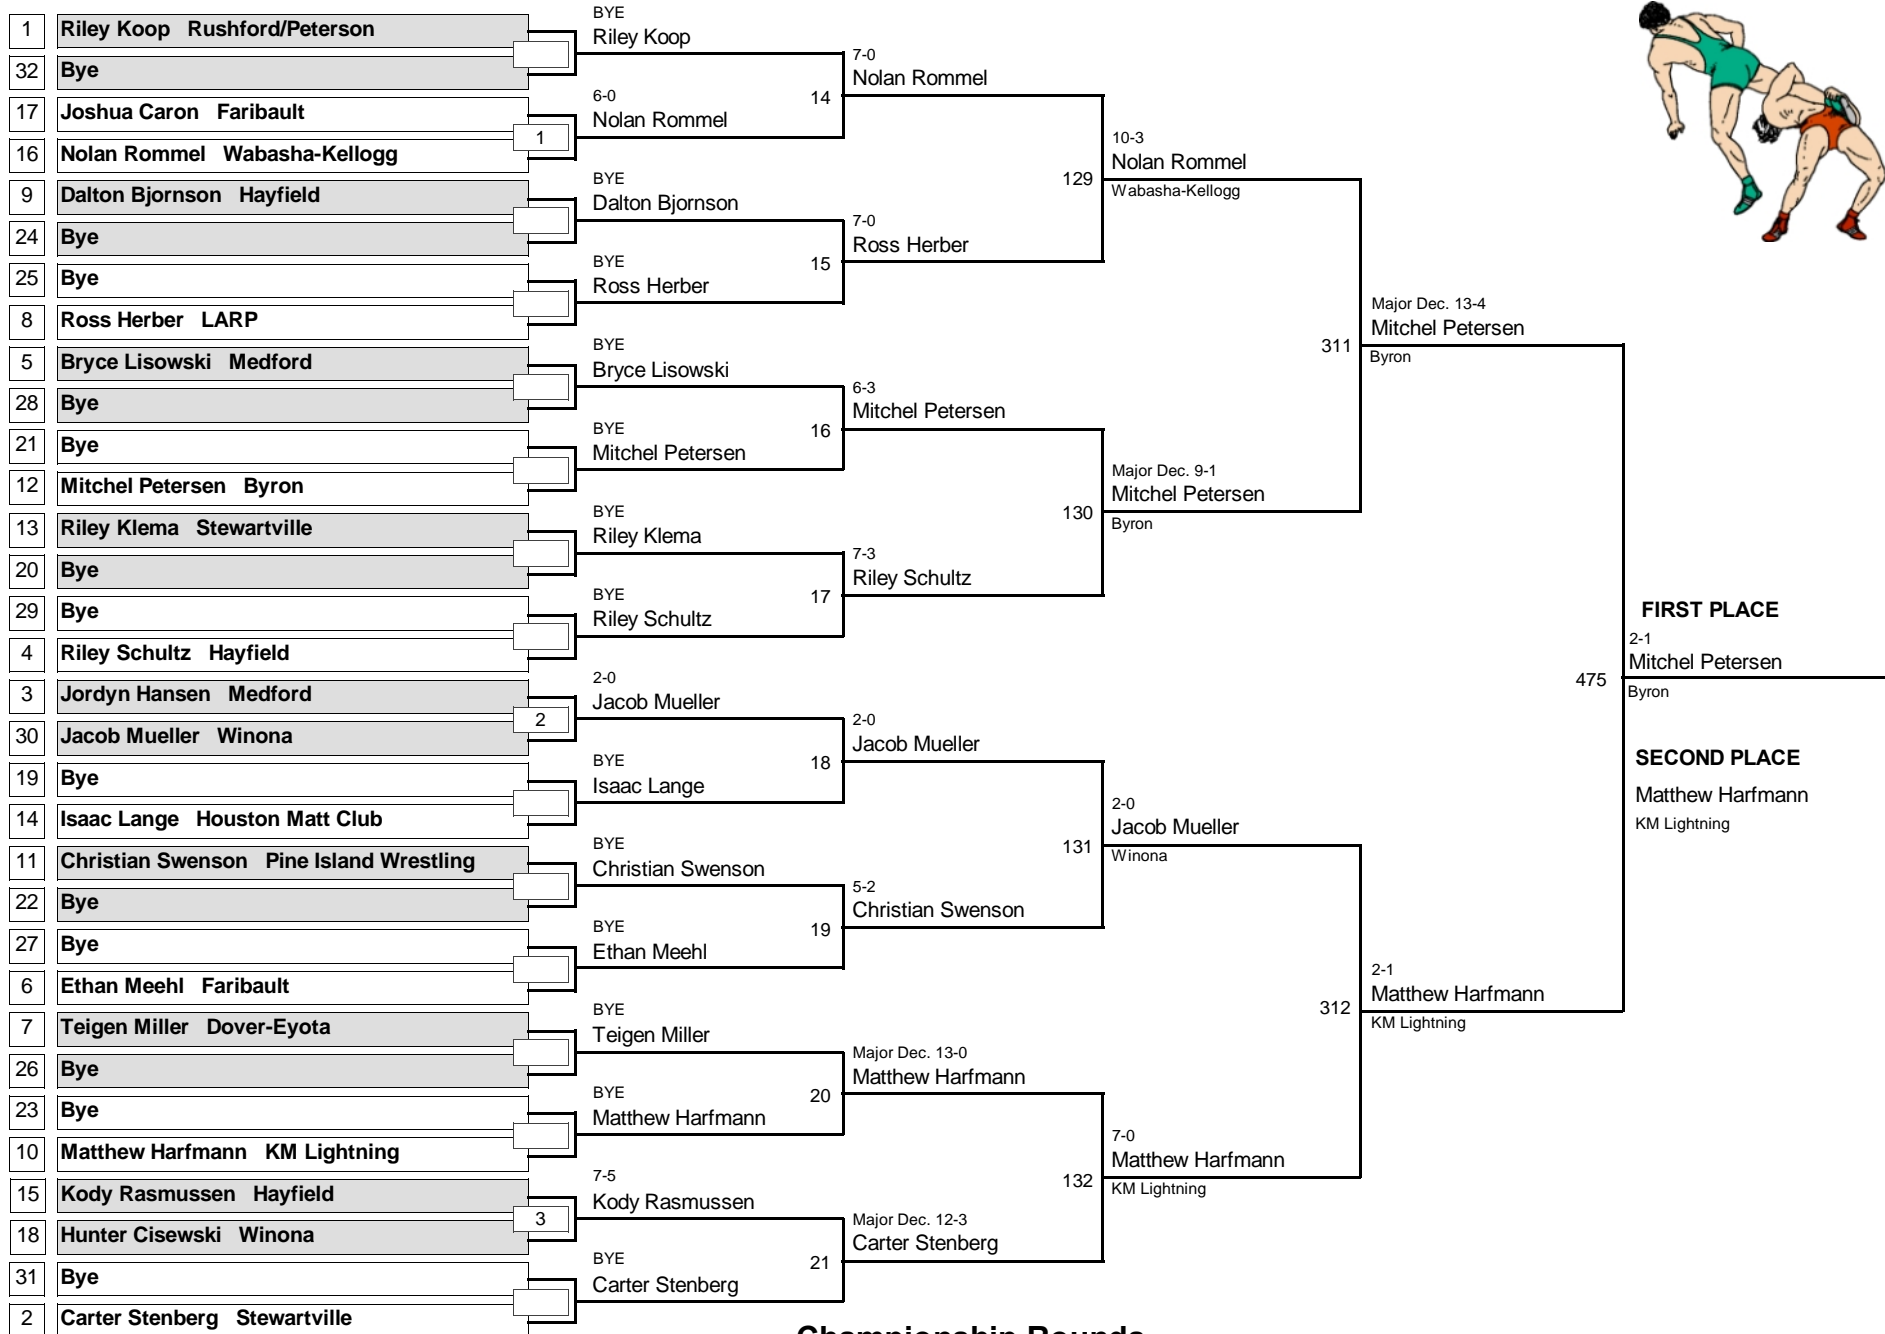 1 Riley Koop Rushford/Peterson
32 Bye
17 Joshua Caron Faribault
16 Nolan Rommel Wabasha-Kellogg
9 Dalton Bjornson Hayfield
24 Bye
25 Bye
8 Ross Herber LARP
5 Bryce Lisowski Medford
28 Bye
21 Bye
12 Mitchel Petersen Byron
13 Riley Klema Stewartville
20 Bye
29 Bye
4 Riley Schultz Hayfield
3 Jordyn Hansen Medford
30 Jacob Mueller Winona
19 Bye
14 Isaac Lange Houston Matt Club
11 Christian Swenson Pine Island Wrestling
22 Bye
27 Bye
6 Ethan Meehl Faribault
7 Teigen Miller Dover-Eyota
26 Bye
23 Bye
10 Matthew Harfmann KM Lightning
15 Kody Rasmussen Hayfield
18 Hunter Cisewski Winona
31 Bye
2 Carter Stenberg Stewartville
1
2
3
BYE
Riley Koop
6-0
Nolan Rommel
BYE
Dalton Bjornson
BYE
Ross Herber
BYE
Bryce Lisowski
BYE
Mitchel Petersen
BYE
Riley Klema
BYE
Riley Schultz
2-0
Jacob Mueller
BYE
Isaac Lange
BYE
Christian Swenson
BYE
Ethan Meehl
BYE
Teigen Miller
BYE
Matthew Harfmann
7-5
Kody Rasmussen
BYE
Carter Stenberg
14
15
16
17
18
19
20
21
7-0
Nolan Rommel
7-0
Ross Herber
6-3
Mitchel Petersen
7-3
Riley Schultz
2-0
Jacob Mueller
5-2
Christian Swenson
Major Dec. 13-0
Matthew Harfmann
Major Dec. 12-3
Carter Stenberg
129
130
131
132
10-3
Nolan Rommel
Wabasha-Kellogg
Major Dec. 9-1
Mitchel Petersen
Byron
2-0
Jacob Mueller
Winona
7-0
Matthew Harfmann
KM Lightning
311
312
Major Dec. 13-4
Mitchel Petersen
Byron
2-1
Matthew Harfmann
KM Lightning
475
FIRST PLACE
2-1
Mitchel Petersen
Byron
SECOND PLACE
Matthew Harfmann
KM Lightning
Championship Rounds